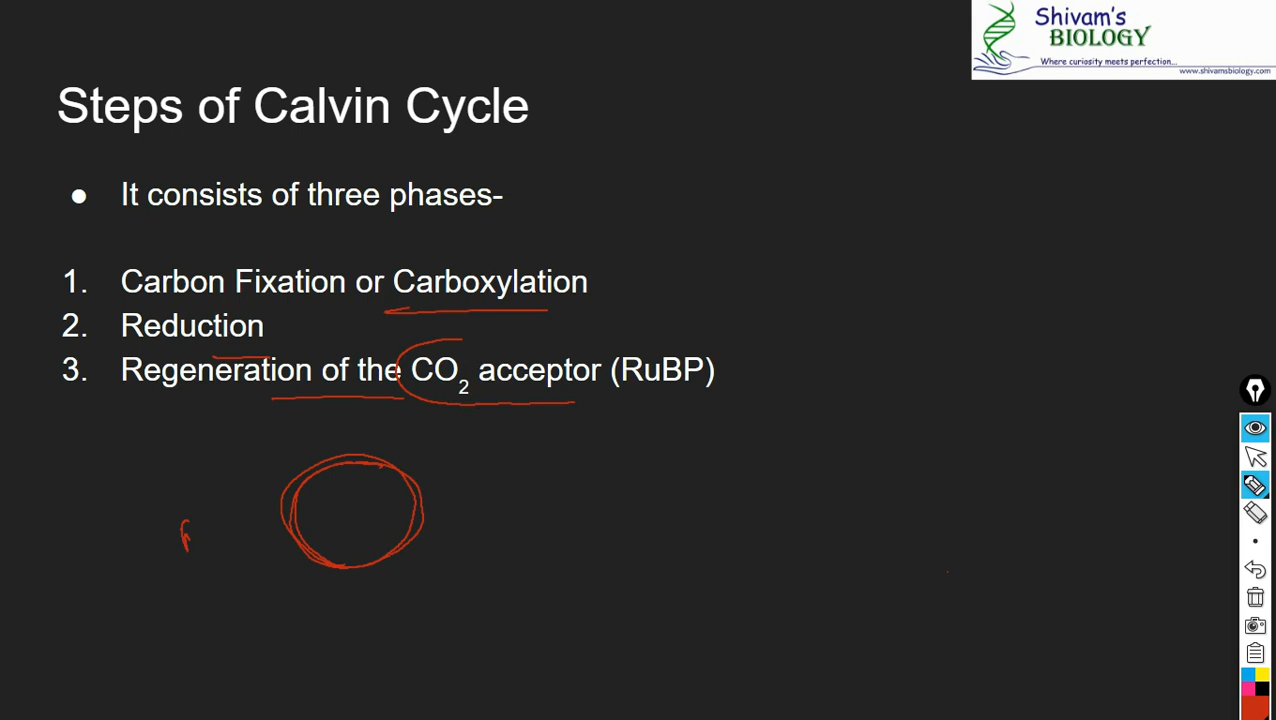 Shivam's
BIOLOGY
Where curiosity meets perfection...
www.shivamsbiology.com
Steps of Calvin Cycle
● It consists of three phases-
1. Carbon Fixation or Carboxylation
2. Reduction
3. Regeneration of the CO₂ acceptor (RuBP)